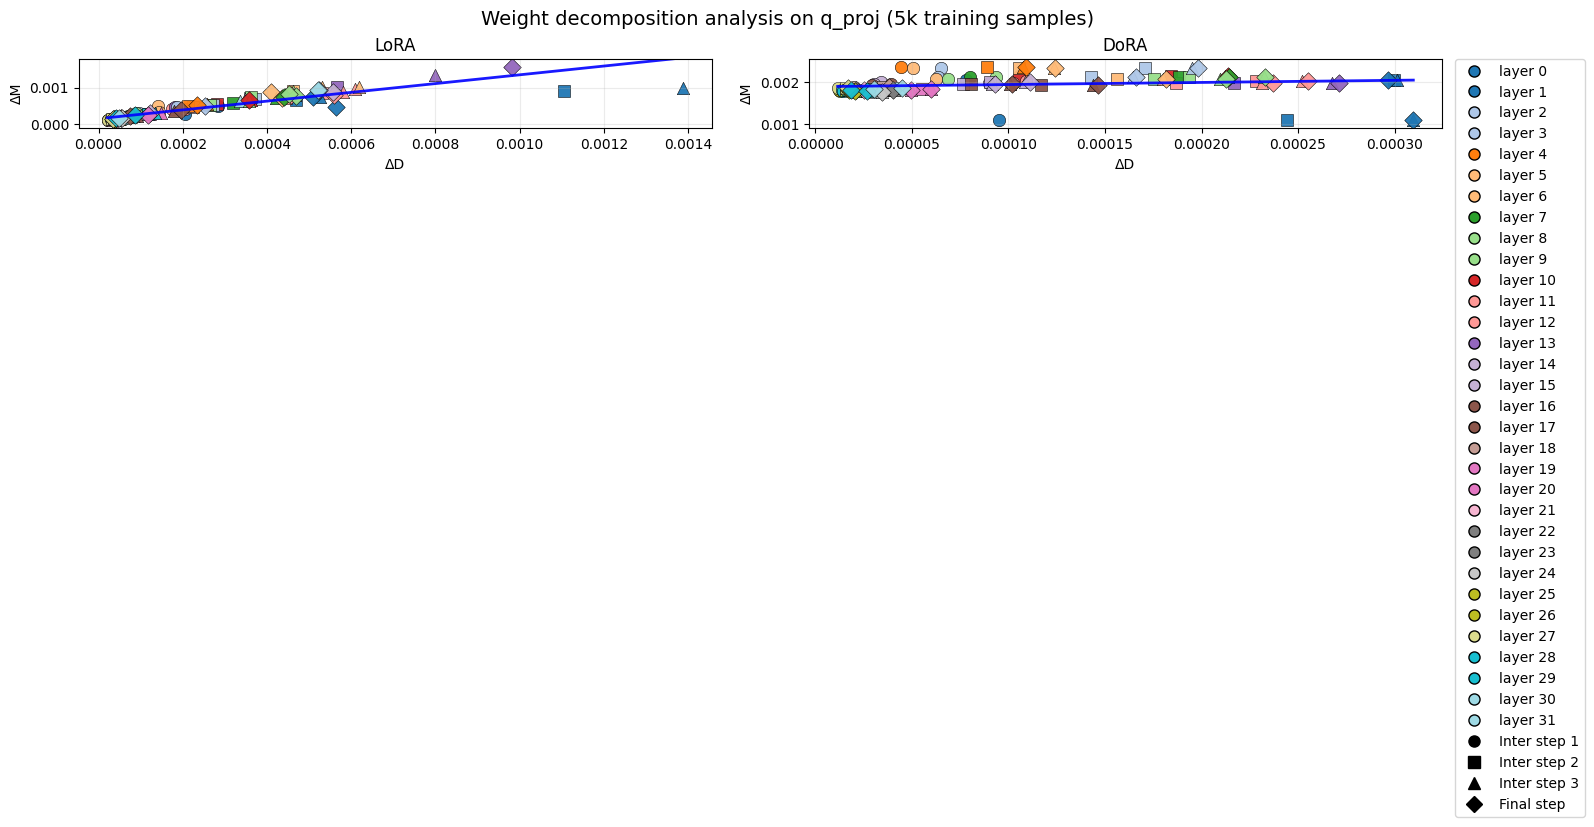 Weight decomposition analysis on q_proj (5k training samples)
LoRA
ΔM
0.001
0.000
0.0000 0.0002 0.0004 0.0006 0.0008 0.0010 0.0012 0.0014
ΔD
DoRA
ΔM
0.002
0.001
0.00000 0.00005 0.00010 0.00015 0.00020 0.00025 0.00030
ΔD
layer 0
layer 1
layer 2
layer 3
layer 4
layer 5
layer 6
layer 7
layer 8
layer 9
layer 10
layer 11
layer 12
layer 13
layer 14
layer 15
layer 16
layer 17
layer 18
layer 19
layer 20
layer 21
layer 22
layer 23
layer 24
layer 25
layer 26
layer 27
layer 28
layer 29
layer 30
layer 31
Inter step 1
Inter step 2
Inter step 3
Final step